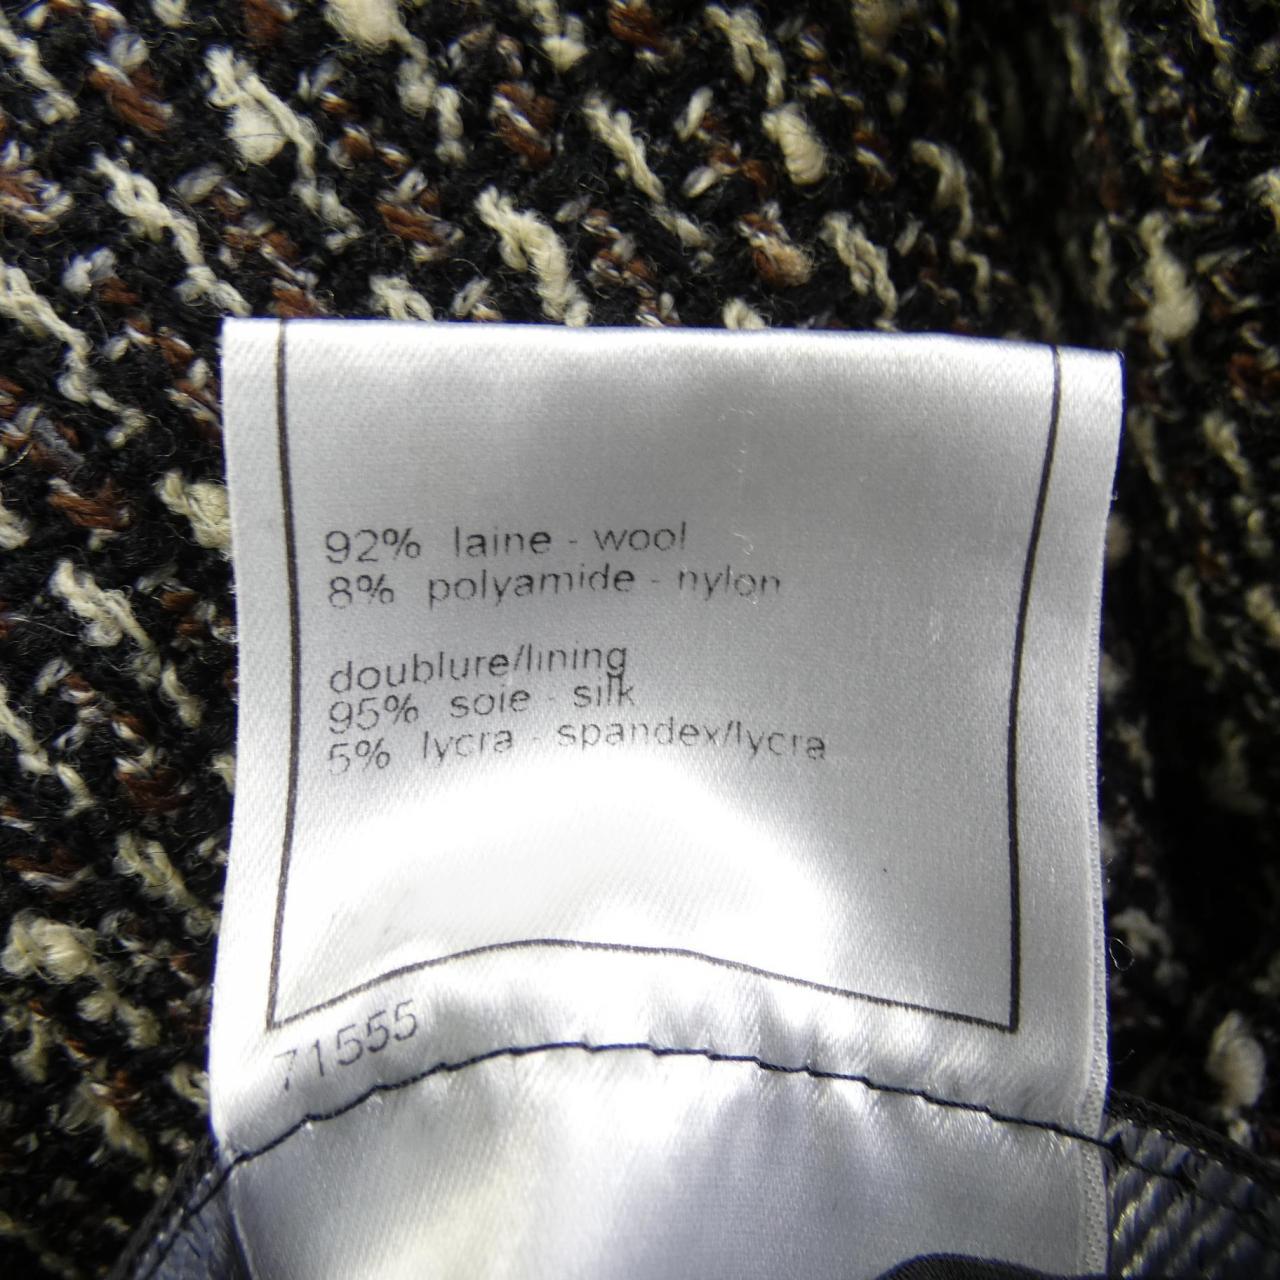 92% laine - wool
8% polyamide - nylon
doublure/lining
95% soie - silk
5% lycra - spandex/lycra
71555